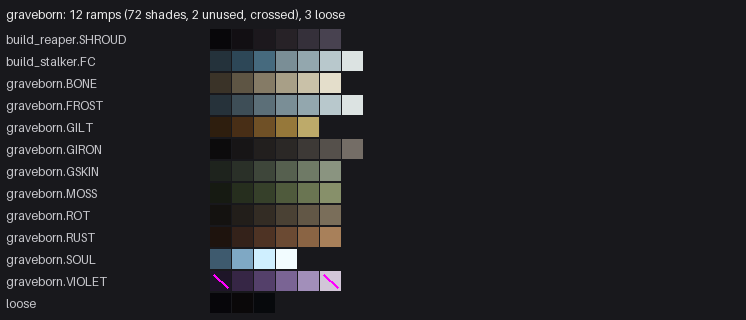 graveborn: 12 ramps (72 shades, 2 unused, crossed), 3 loose
build_reaper.SHROUD
build_stalker.FC
graveborn.BONE
graveborn.FROST
graveborn.GILT
graveborn.GIRON
graveborn.GSKIN
graveborn.MOSS
graveborn.ROT
graveborn.RUST
graveborn.SOUL
graveborn.VIOLET
loose